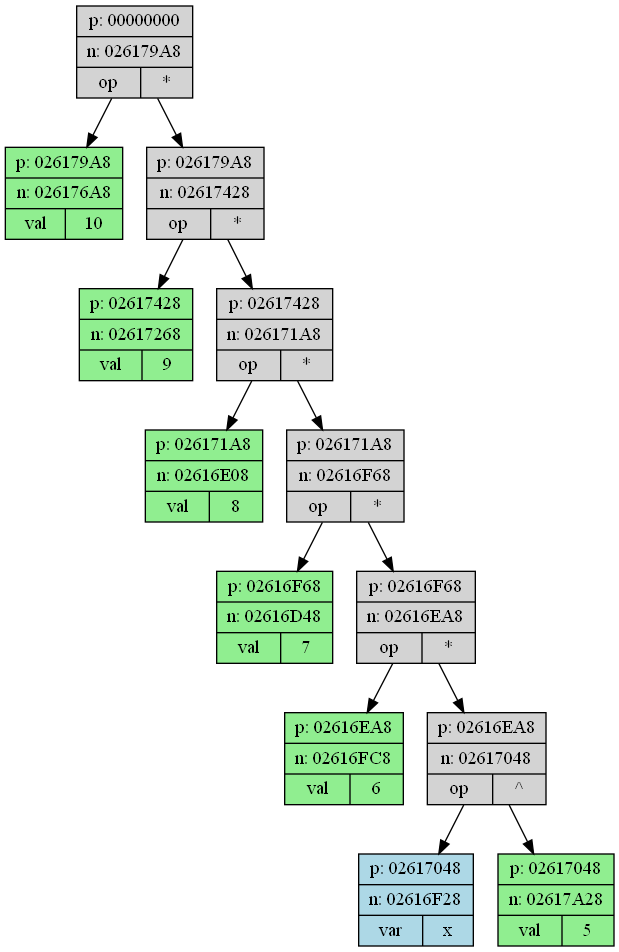 p: 00000000
n: 026179A8
op *
p: 026179A8
n: 026176A8
val 10
p: 026179A8
n: 02617428
op *
p: 02617428
n: 02617268
val 9
p: 02617428
n: 026171A8
op *
p: 026171A8
n: 02616E08
val 8
p: 026171A8
n: 02616F68
op *
p: 02616F68
n: 02616D48
val 7
p: 02616F68
n: 02616EA8
op *
p: 02616EA8
n: 02616FC8
val 6
p: 02616EA8
n: 02617048
op ^
p: 02617048
n: 02616F28
var x
p: 02617048
n: 02617A28
val 5